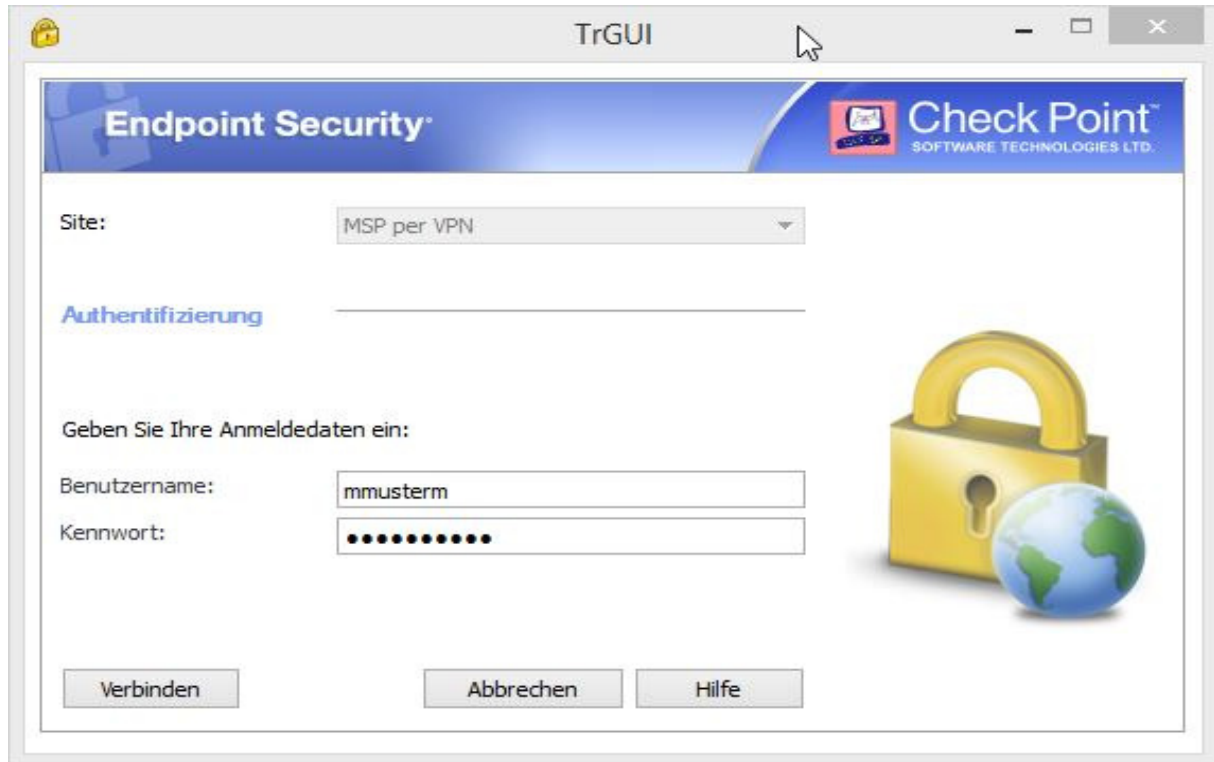 TrGUI
Endpoint Security
Check Point™
SOFTWARE TECHNOLOGIES LTD.
Site:
MSP per VPN
Authentifizierung
Geben Sie Ihre Anmeldedaten ein:
Benutzername:
mmusterm
Kennwort:
●●●●●●●●●●
Verbinden
Abbrechen
Hilfe